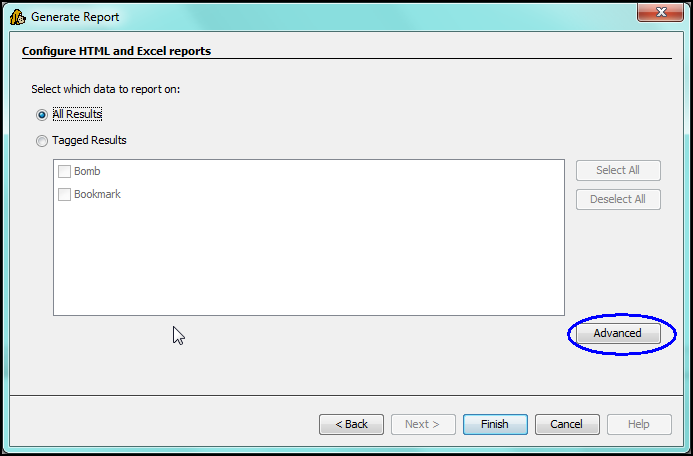 Generate Report
Configure HTML and Excel reports
Select which data to report on:
All Results
Tagged Results
Bomb
Select All
Bookmark
Deselect All
Advanced
< Back
Next >
Finish
Cancel
Help